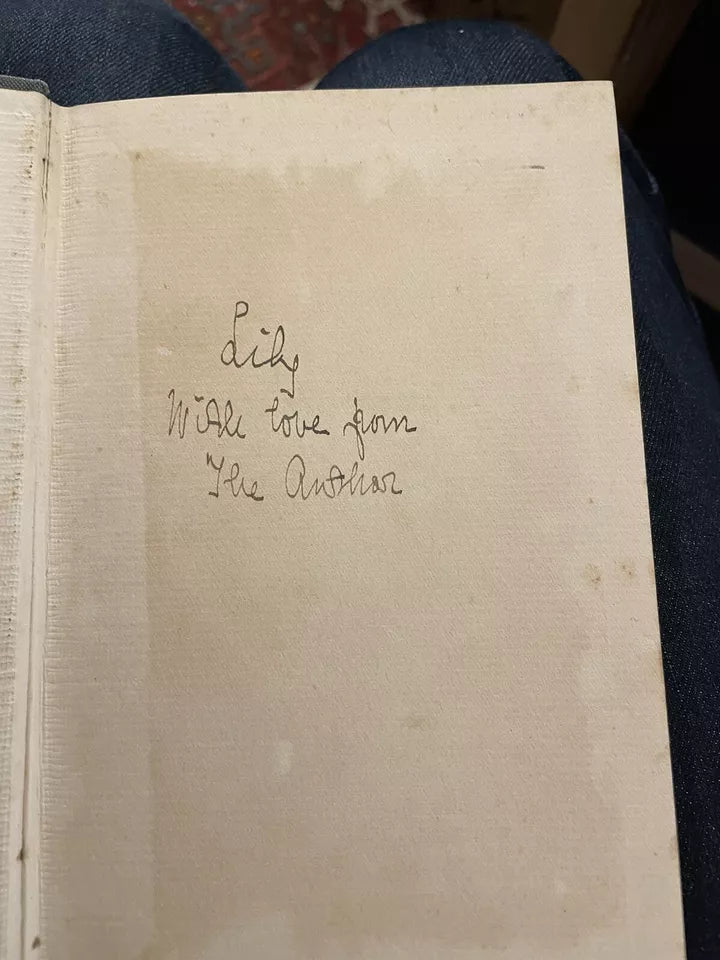 Lily
With love from
The Author